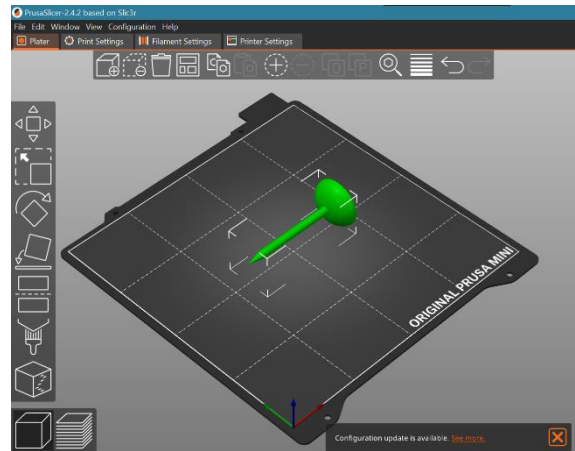 PrusaSlicer-2.4.2 based on Slic3r
File Edit Window View Configuration Help
Plater Print Settings Filament Settings Printer Settings
ORIGINAL PRUSA MINI
Configuration update is available. See more.